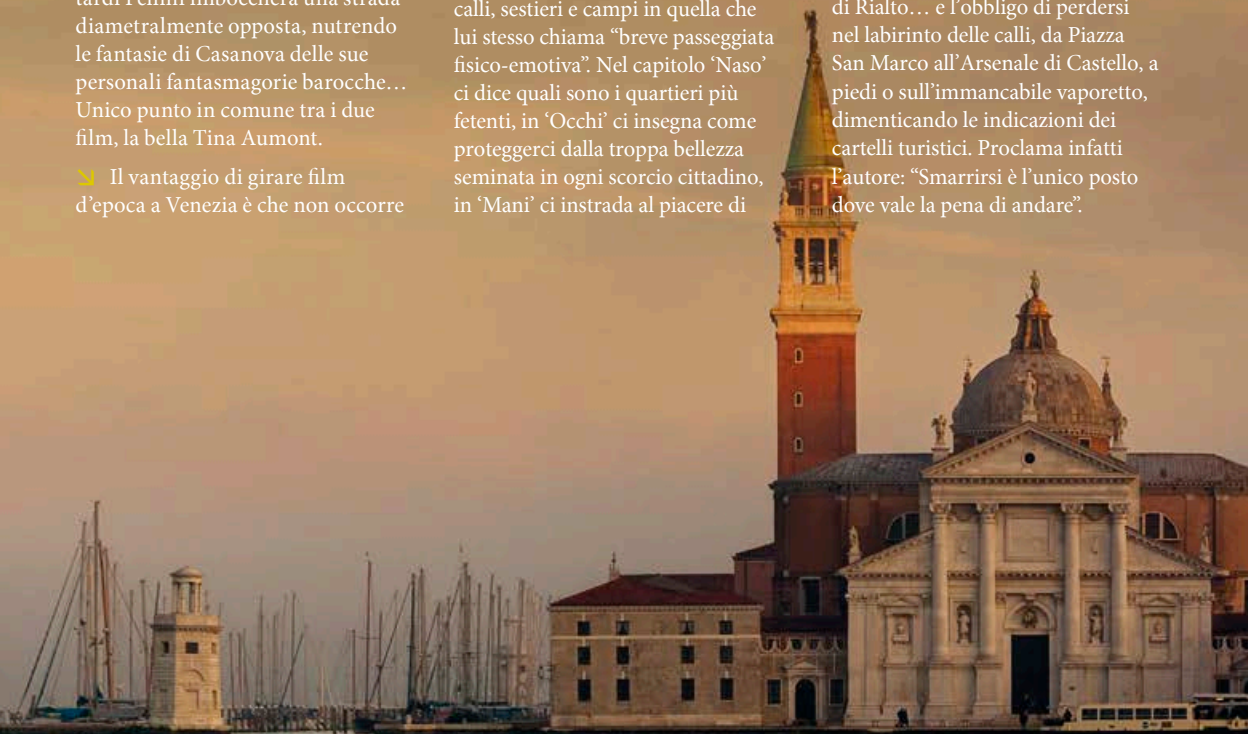 tardi Fellini imboccherà una strada
diametralmente opposta, nutrendo
le fantasie di Casanova delle sue
personali fantasmagorie barocche…
Unico punto in comune tra i due
film, la bella Tina Aumont.
Il vantaggio di girare film
d’epoca a Venezia è che non occorre
calli, sestieri e campi in quella che
lui stesso chiama “breve passeggiata
fisico-emotiva”. Nel capitolo ‘Naso’
ci dice quali sono i quartieri più
fetenti, in ‘Occhi’ ci insegna come
proteggerci dalla troppa bellezza
seminata in ogni scorcio cittadino,
in ‘Mani’ ci instrada al piacere di
di Rialto… e l’obbligo di perdersi
nel labirinto delle calli, da Piazza
San Marco all’Arsenale di Castello, a
piedi o sull’immancabile vaporetto,
dimenticando le indicazioni dei
cartelli turistici. Proclama infatti
l’autore: “Smarrirsi è l’unico posto
dove vale la pena di andare”.